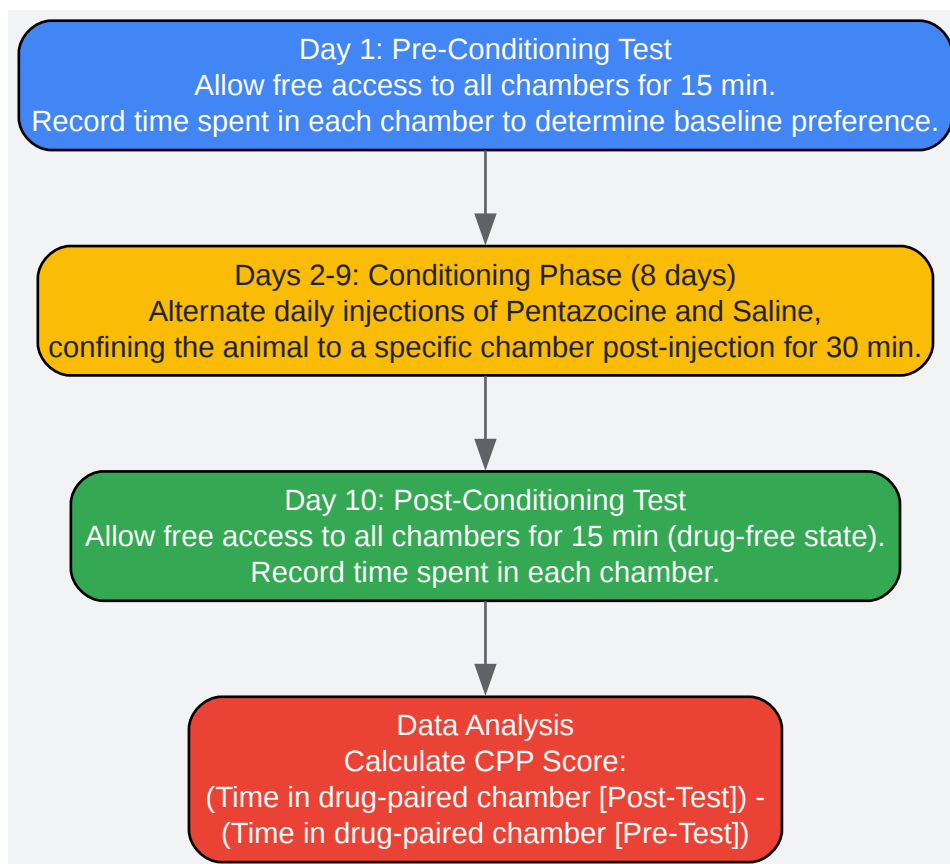 Day 1: Pre-Conditioning Test
Allow free access to all chambers for 15 min.
Record time spent in each chamber to determine baseline preference.
Days 2-9: Conditioning Phase (8 days)
Alternate daily injections of Pentazocine and Saline,
confining the animal to a specific chamber post-injection for 30 min.
Day 10: Post-Conditioning Test
Allow free access to all chambers for 15 min (drug-free state).
Record time spent in each chamber.
Data Analysis
Calculate CPP Score:
(Time in drug-paired chamber [Post-Test]) -
(Time in drug-paired chamber [Pre-Test])